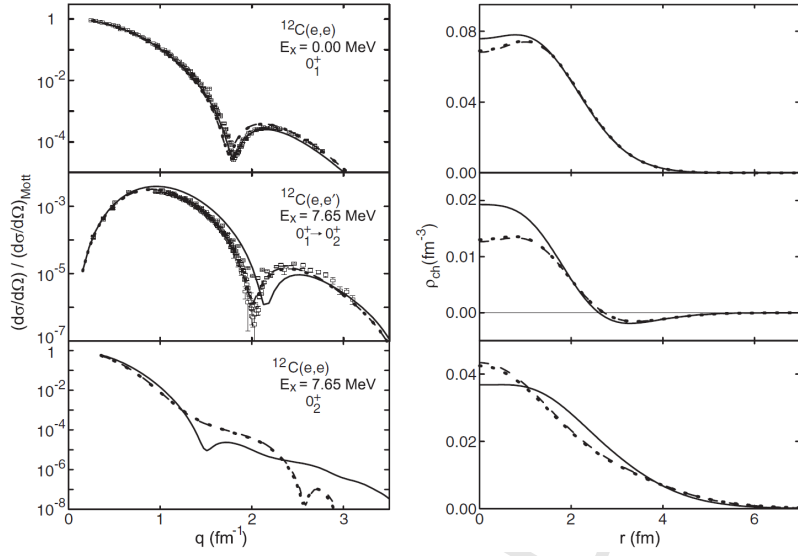 1
10⁻²
10⁻⁴
¹²C(e,e)
Eₓ = 0.00 MeV
0⁺₁
10⁻³
10⁻⁵
10⁻⁷
¹²C(e,e′)
Eₓ = 7.65 MeV
0⁺₁→0⁺₂
1
10⁻²
10⁻⁴
10⁻⁶
10⁻⁸
¹²C(e,e)
Eₓ = 7.65 MeV
0⁺₂
(dσ/dΩ) / (dσ/dΩ)Mott
0 1 2 3
q (fm⁻¹)
0.08
0.04
0.00
0.02
0.00
0.04
0.02
0.00
ρch(fm⁻³)
0 2 4 6
r (fm)